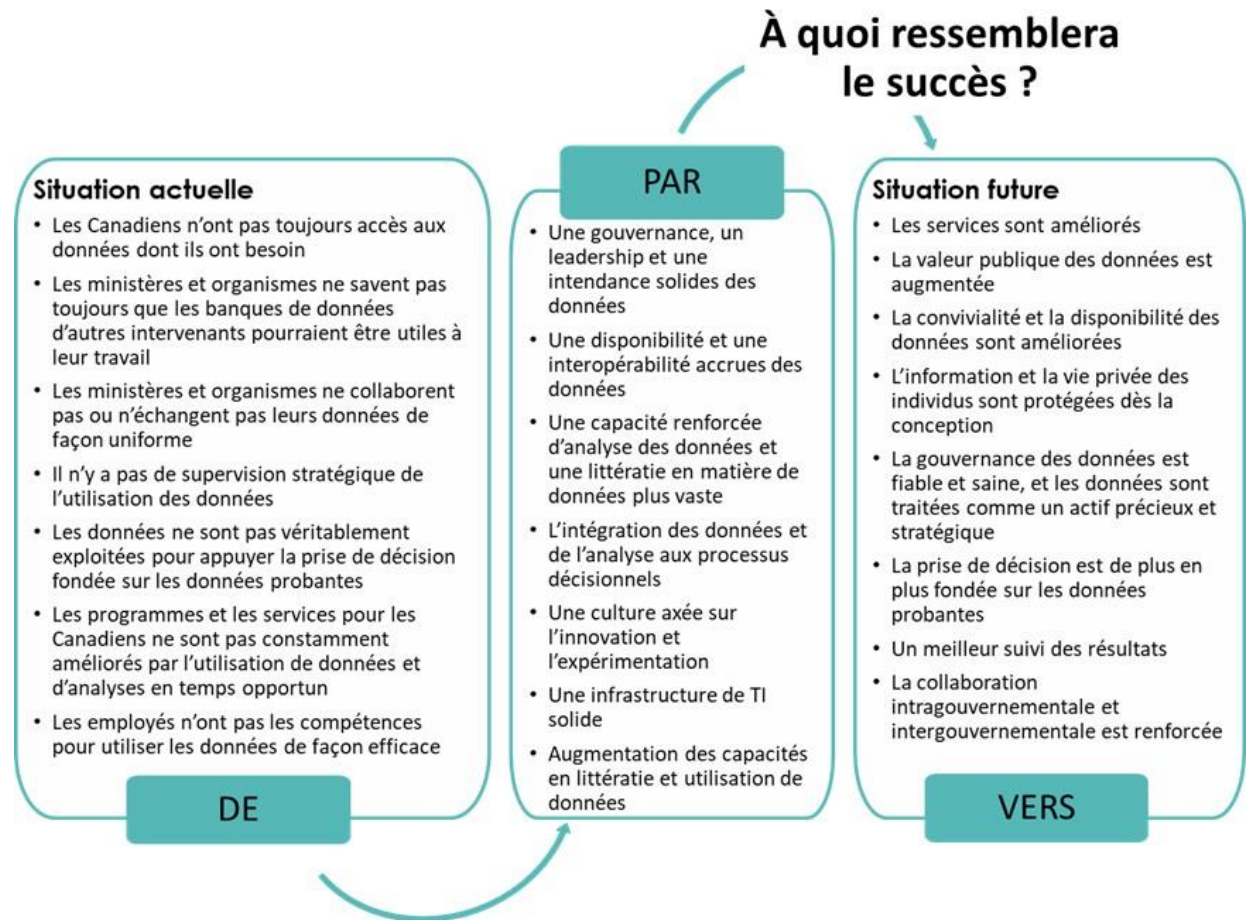 À quoi ressemblera
le succès ?
Situation actuelle
• Les Canadiens n’ont pas toujours accès aux
données dont ils ont besoin
• Les ministères et organismes ne savent pas
toujours que les banques de données
d’autres intervenants pourraient être utiles à
leur travail
• Les ministères et organismes ne collaborent
pas ou n’échangent pas leurs données de
façon uniforme
• Il n’y a pas de supervision stratégique de
l’utilisation des données
• Les données ne sont pas véritablement
exploitées pour appuyer la prise de décision
fondée sur les données probantes
• Les programmes et les services pour les
Canadiens ne sont pas constamment
améliorés par l’utilisation de données et
d’analyses en temps opportun
• Les employés n’ont pas les compétences
pour utiliser les données de façon efficace
DE
PAR
• Une gouvernance, un
leadership et une
intendance solides des
données
• Une disponibilité et une
interopérabilité accrues des
données
• Une capacité renforcée
d’analyse des données et
une littératie en matière de
données plus vaste
• L’intégration des données et
de l’analyse aux processus
décisionnels
• Une culture axée sur
l’innovation et
l’expérimentation
• Une infrastructure de TI
solide
• Augmentation des capacités
en littératie et utilisation de
données
Situation future
• Les services sont améliorés
• La valeur publique des données est
augmentée
• La convivialité et la disponibilité des
données sont améliorées
• L’information et la vie privée des
individus sont protégées dès la
conception
• La gouvernance des données est
fiable et saine, et les données sont
traitées comme un actif précieux et
stratégique
• La prise de décision est de plus en
plus fondée sur les données
probantes
• Un meilleur suivi des résultats
• La collaboration
intragouvernementale et
intergouvernementale est renforcée
VERS